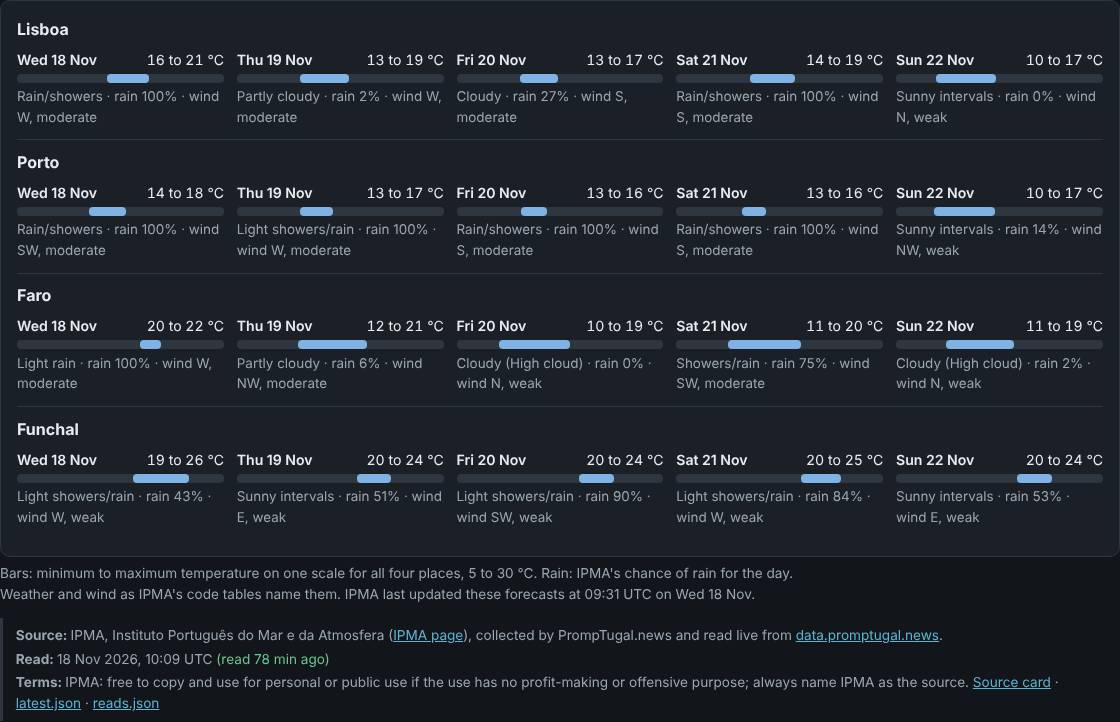 Lisboa
Wed 18 Nov 16 to 21 °C Thu 19 Nov 13 to 19 °C Fri 20 Nov 13 to 17 °C Sat 21 Nov 14 to 19 °C Sun 22 Nov 10 to 17 °C
Rain/showers · rain 100% · wind Partly cloudy · rain 2% · wind W, Cloudy · rain 27% · wind S, Rain/showers · rain 100% · wind Sunny intervals · rain 0% · wind
W, moderate moderate moderate S, moderate N, weak
Porto
Wed 18 Nov 14 to 18 °C Thu 19 Nov 13 to 17 °C Fri 20 Nov 13 to 16 °C Sat 21 Nov 13 to 16 °C Sun 22 Nov 10 to 17 °C
Rain/showers · rain 100% · wind Light showers/rain · rain 100% · Rain/showers · rain 100% · wind Rain/showers · rain 100% · wind Sunny intervals · rain 14% · wind
SW, moderate wind W, moderate S, moderate S, moderate NW, weak
Faro
Wed 18 Nov 20 to 22 °C Thu 19 Nov 12 to 21 °C Fri 20 Nov 10 to 19 °C Sat 21 Nov 11 to 20 °C Sun 22 Nov 11 to 19 °C
Light rain · rain 100% · wind W, Partly cloudy · rain 6% · wind Cloudy (High cloud) · rain 0% · Showers/rain · rain 75% · wind Cloudy (High cloud) · rain 2% ·
moderate NW, moderate wind N, weak SW, moderate wind N, weak
Funchal
Wed 18 Nov 19 to 26 °C Thu 19 Nov 20 to 24 °C Fri 20 Nov 20 to 24 °C Sat 21 Nov 20 to 25 °C Sun 22 Nov 20 to 24 °C
Light showers/rain · rain 43% · Sunny intervals · rain 51% · wind Light showers/rain · rain 90% · Light showers/rain · rain 84% · Sunny intervals · rain 53% ·
wind W, weak E, weak wind SW, weak wind W, weak wind E, weak
Bars: minimum to maximum temperature on one scale for all four places, 5 to 30 °C. Rain: IPMA's chance of rain for the day.
Weather and wind as IPMA's code tables name them. IPMA last updated these forecasts at 09:31 UTC on Wed 18 Nov.
Source: IPMA, Instituto Português do Mar e da Atmosfera (IPMA page), collected by PrompTugal.news and read live from data.promptugal.news.
Read: 18 Nov 2026, 10:09 UTC (read 78 min ago)
Terms: IPMA: free to copy and use for personal or public use if the use has no profit-making or offensive purpose; always name IPMA as the source. Source card ·
latest.json · reads.json